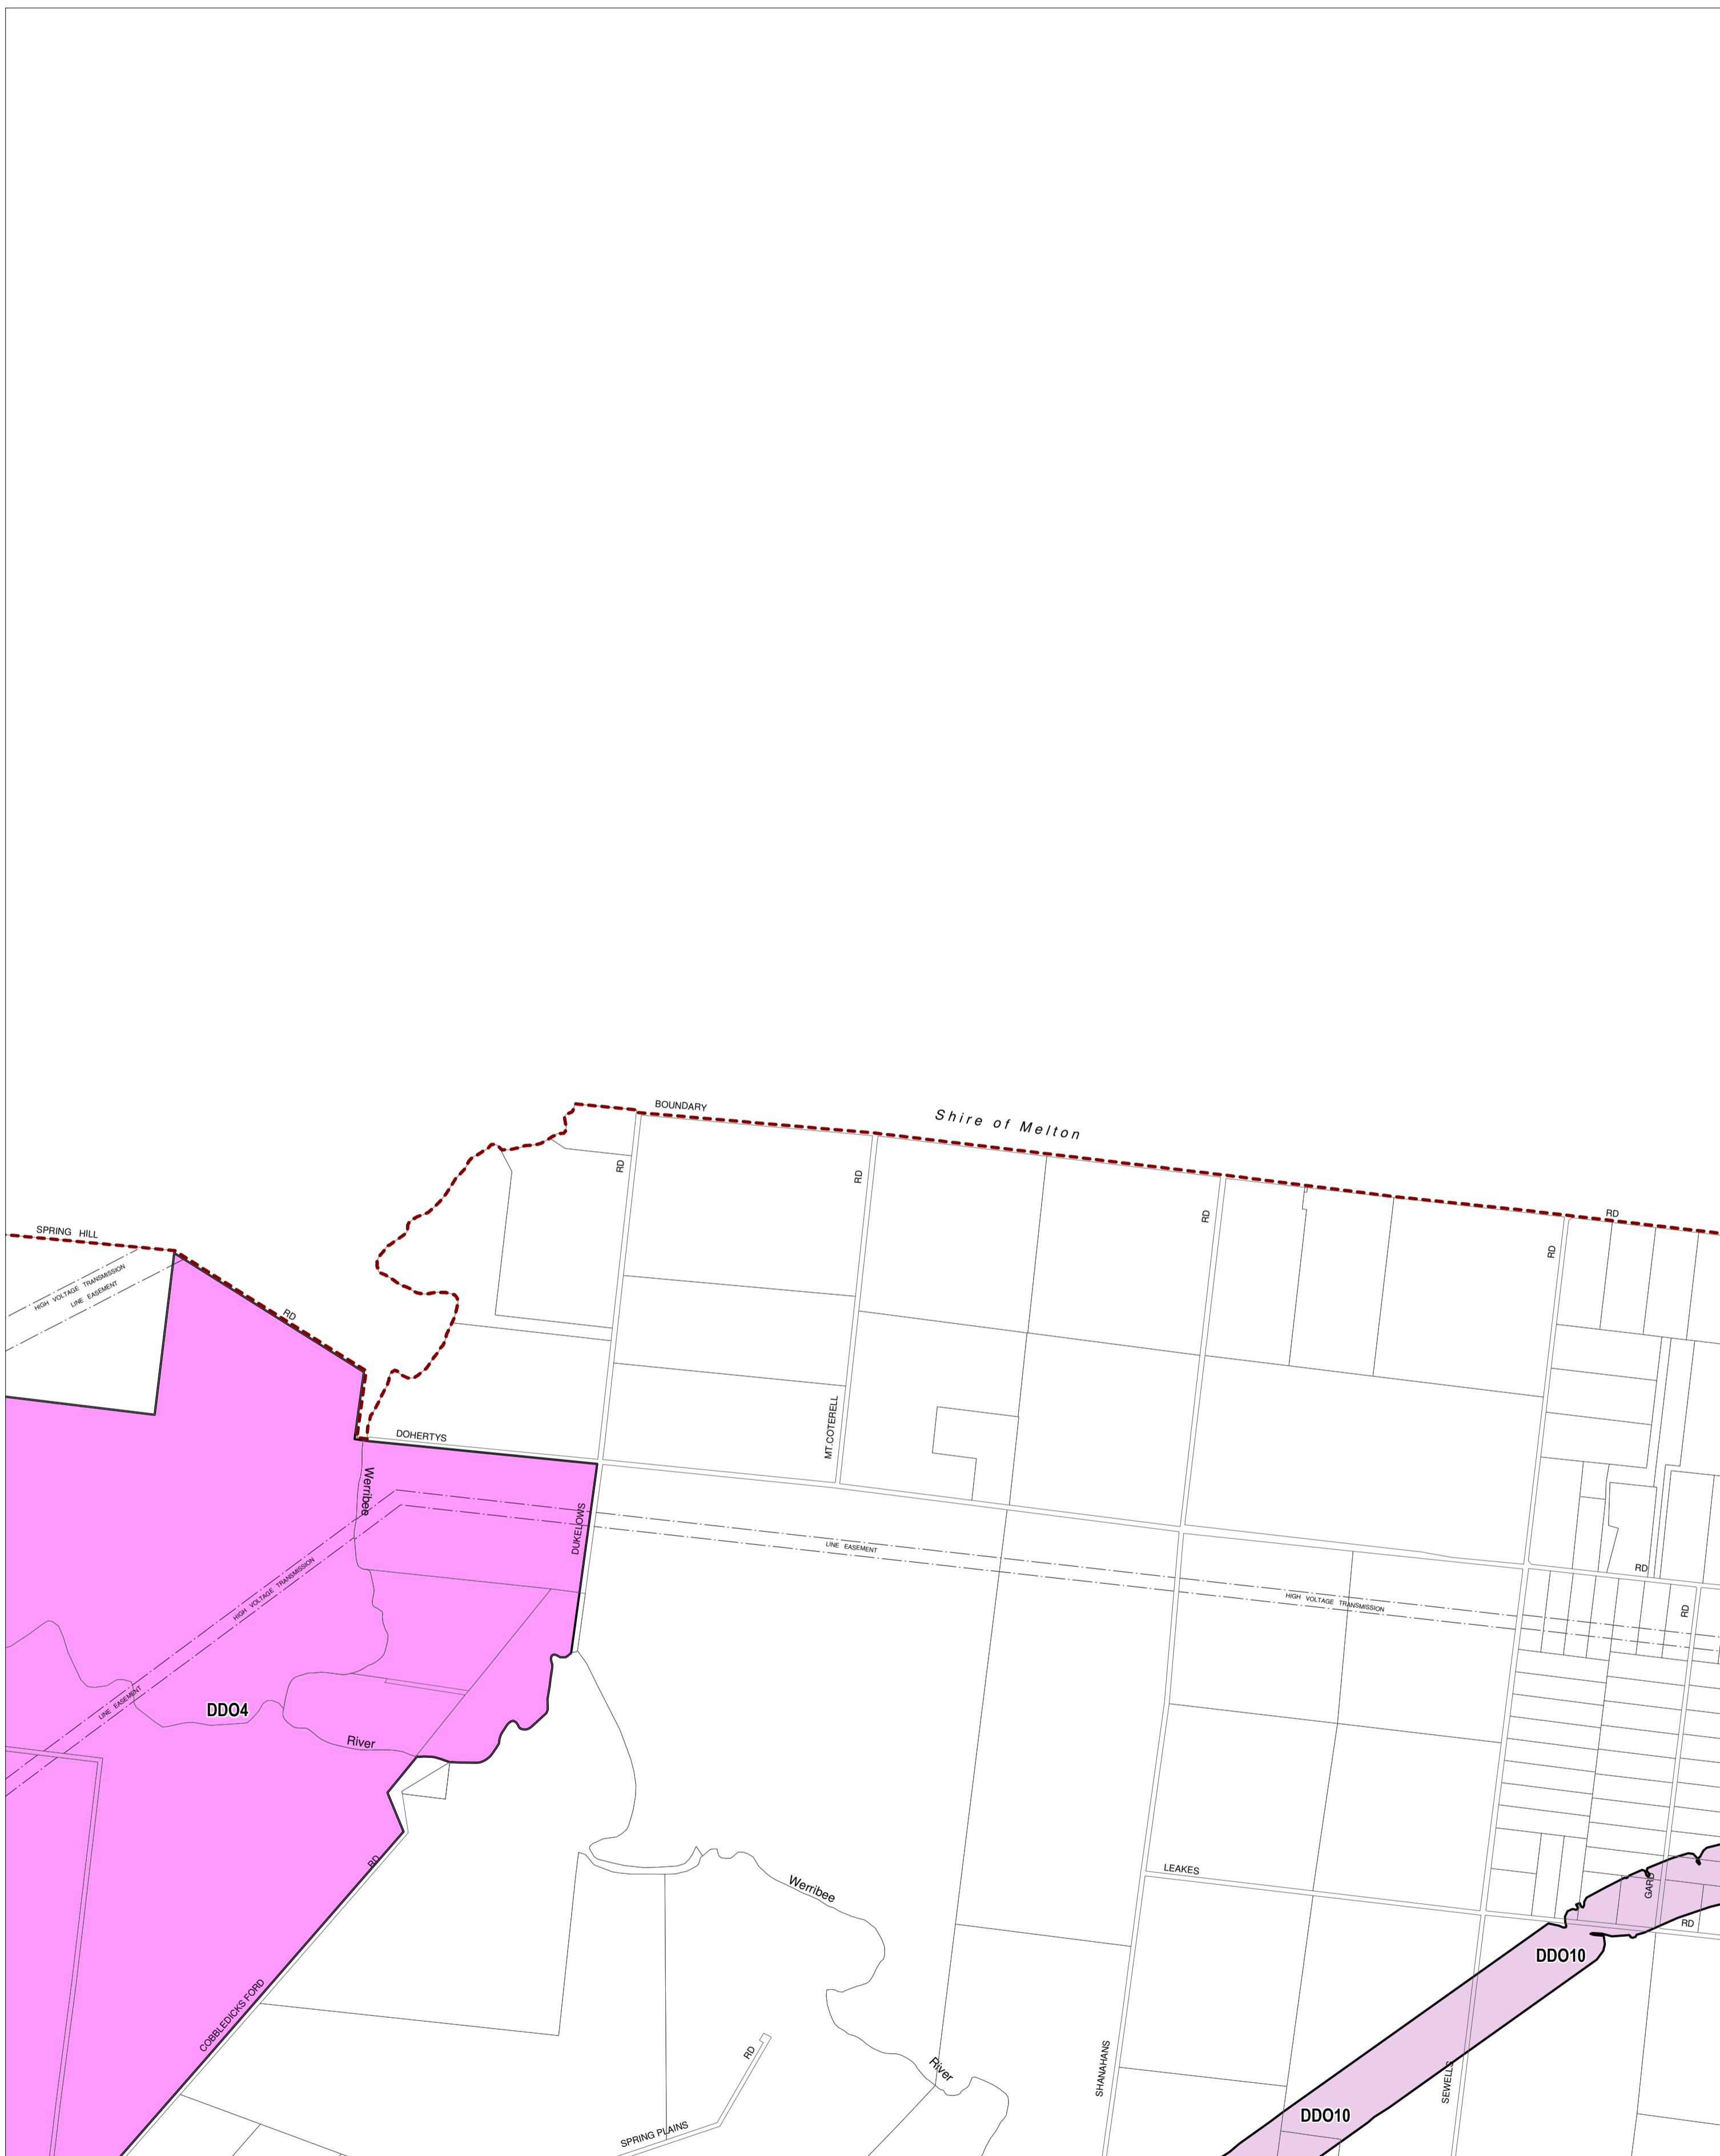 BOUNDARY
Shire of Melton
RD
RD
RD
RD
RD
SPRING HILL
RD
HIGH VOLTAGE TRANSMISSION
LINE EASEMENT
DOHERTYS
MT.COTERELL
Werribee
DUKELOWS
LINE EASEMENT
HIGH VOLTAGE TRANSMISSION
RD
RD
HIGH VOLTAGE TRANSMISSION
LINE EASEMENT
DDO4
River
RD
LEAKES
Werribee
GARD
RD
DDO10
COBBLEDICKS FORD
RD
River
SHANAHANS
SEWELLS
DDO10
SPRING PLAINS